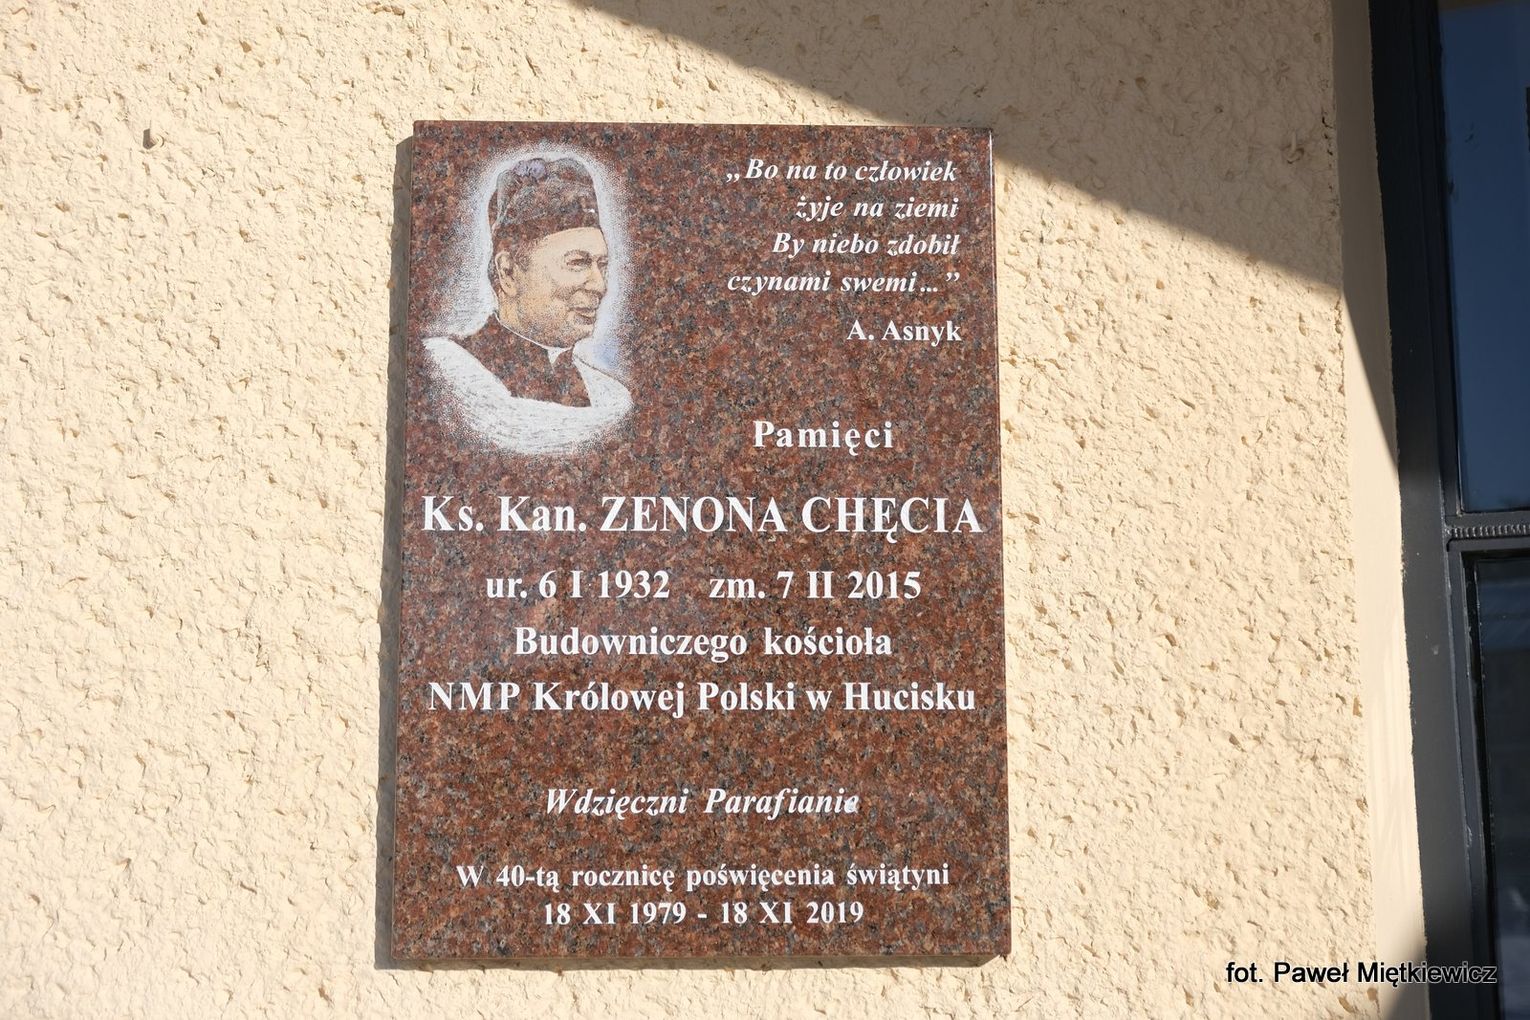 „Bo na to człowiek
żyje na ziemi
By niebo zdobił
czynami swemi...”
A. Asnyk
Pamięci
Ks. Kan. ZENONA CHĘCIA
ur. 6 I 1932 zm. 7 II 2015
Budowniczego kościoła
NMP Królowej Polski w Hucisku
Wdzięczni Parafianie
W 40-tą rocznicę poświęcenia świątyni
18 XI 1979 - 18 XI 2019
fot. Paweł Miętkiewicz